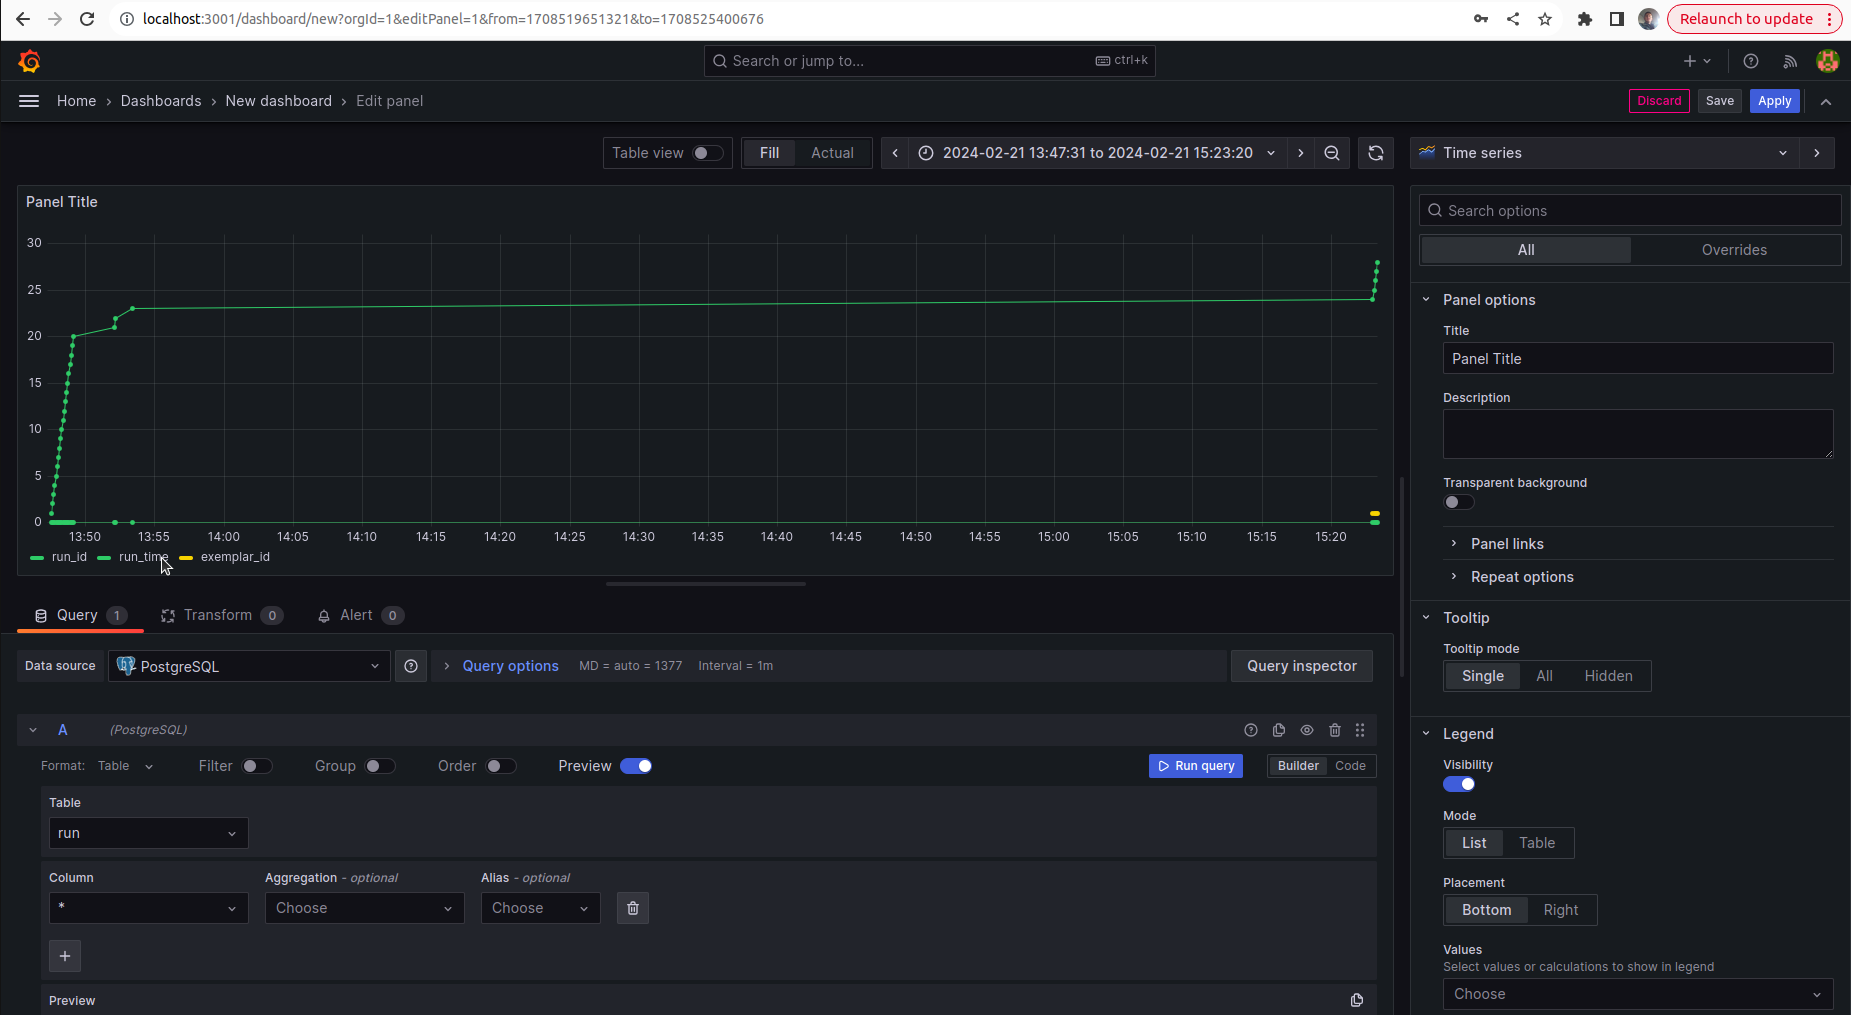 localhost:3001/dashboard/new?orgId=1&editPanel=1&from=1708519651321&to=1708525400676
Relaunch to update
Search or jump to...
ctrl+k
Home › Dashboards › New dashboard › Edit panel
Discard
Save
Apply
Table view
Fill
Actual
2024-02-21 13:47:31 to 2024-02-21 15:23:20
Time series
Panel Title
30
25
20
15
10
5
0
13:50 13:55 14:00 14:05 14:10 14:15 14:20 14:25 14:30 14:35 14:40 14:45 14:50 14:55 15:00 15:05 15:10 15:15 15:20
run_id run_time exemplar_id
Query 1
Transform 0
Alert 0
Data source
PostgreSQL
Query options MD = auto = 1377 Interval = 1m
Query inspector
A (PostgreSQL)
Format: Table
Filter
Group
Order
Preview
Run query
Builder
Code
Table
run
Column
Aggregation - optional
Alias - optional
*
Choose
Choose
+
Preview
Search options
All
Overrides
Panel options
Title
Panel Title
Description
Transparent background
Panel links
Repeat options
Tooltip
Tooltip mode
Single
All
Hidden
Legend
Visibility
Mode
List
Table
Placement
Bottom
Right
Values
Select values or calculations to show in legend
Choose